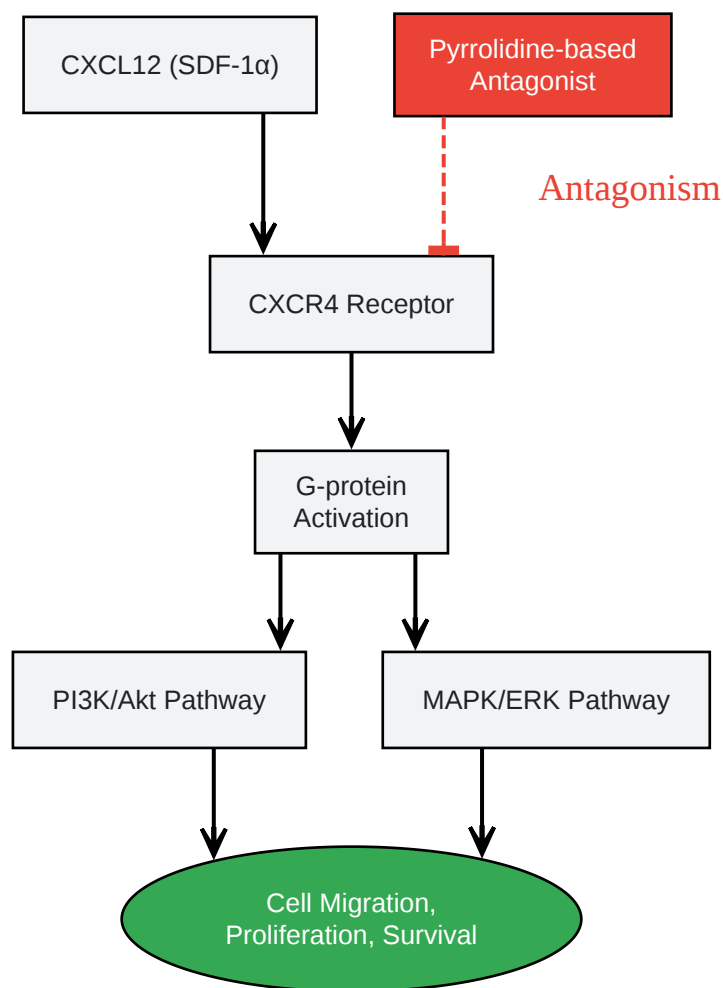 CXCL12 (SDF-1α)
Pyrrolidine-based
Antagonist
Antagonism
CXCR4 Receptor
G-protein
Activation
PI3K/Akt Pathway
MAPK/ERK Pathway
Cell Migration,
Proliferation, Survival